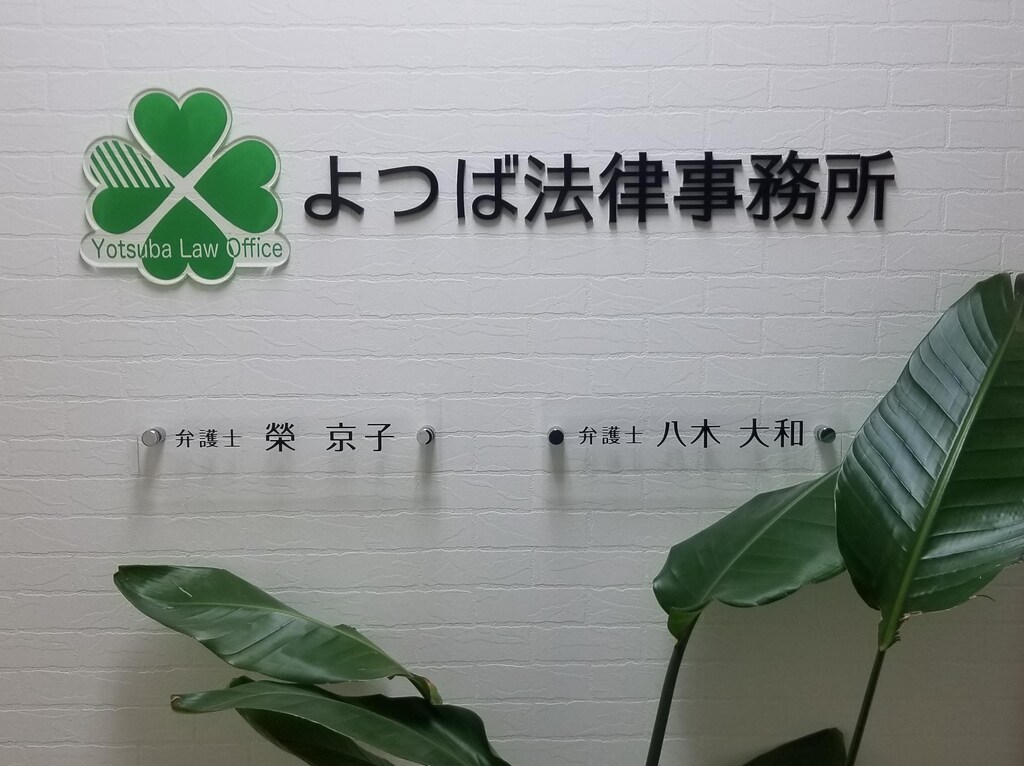 よつば法律事務所
Yotsuba Law Office
弁護士 榮 京子
弁護士 八木 大和